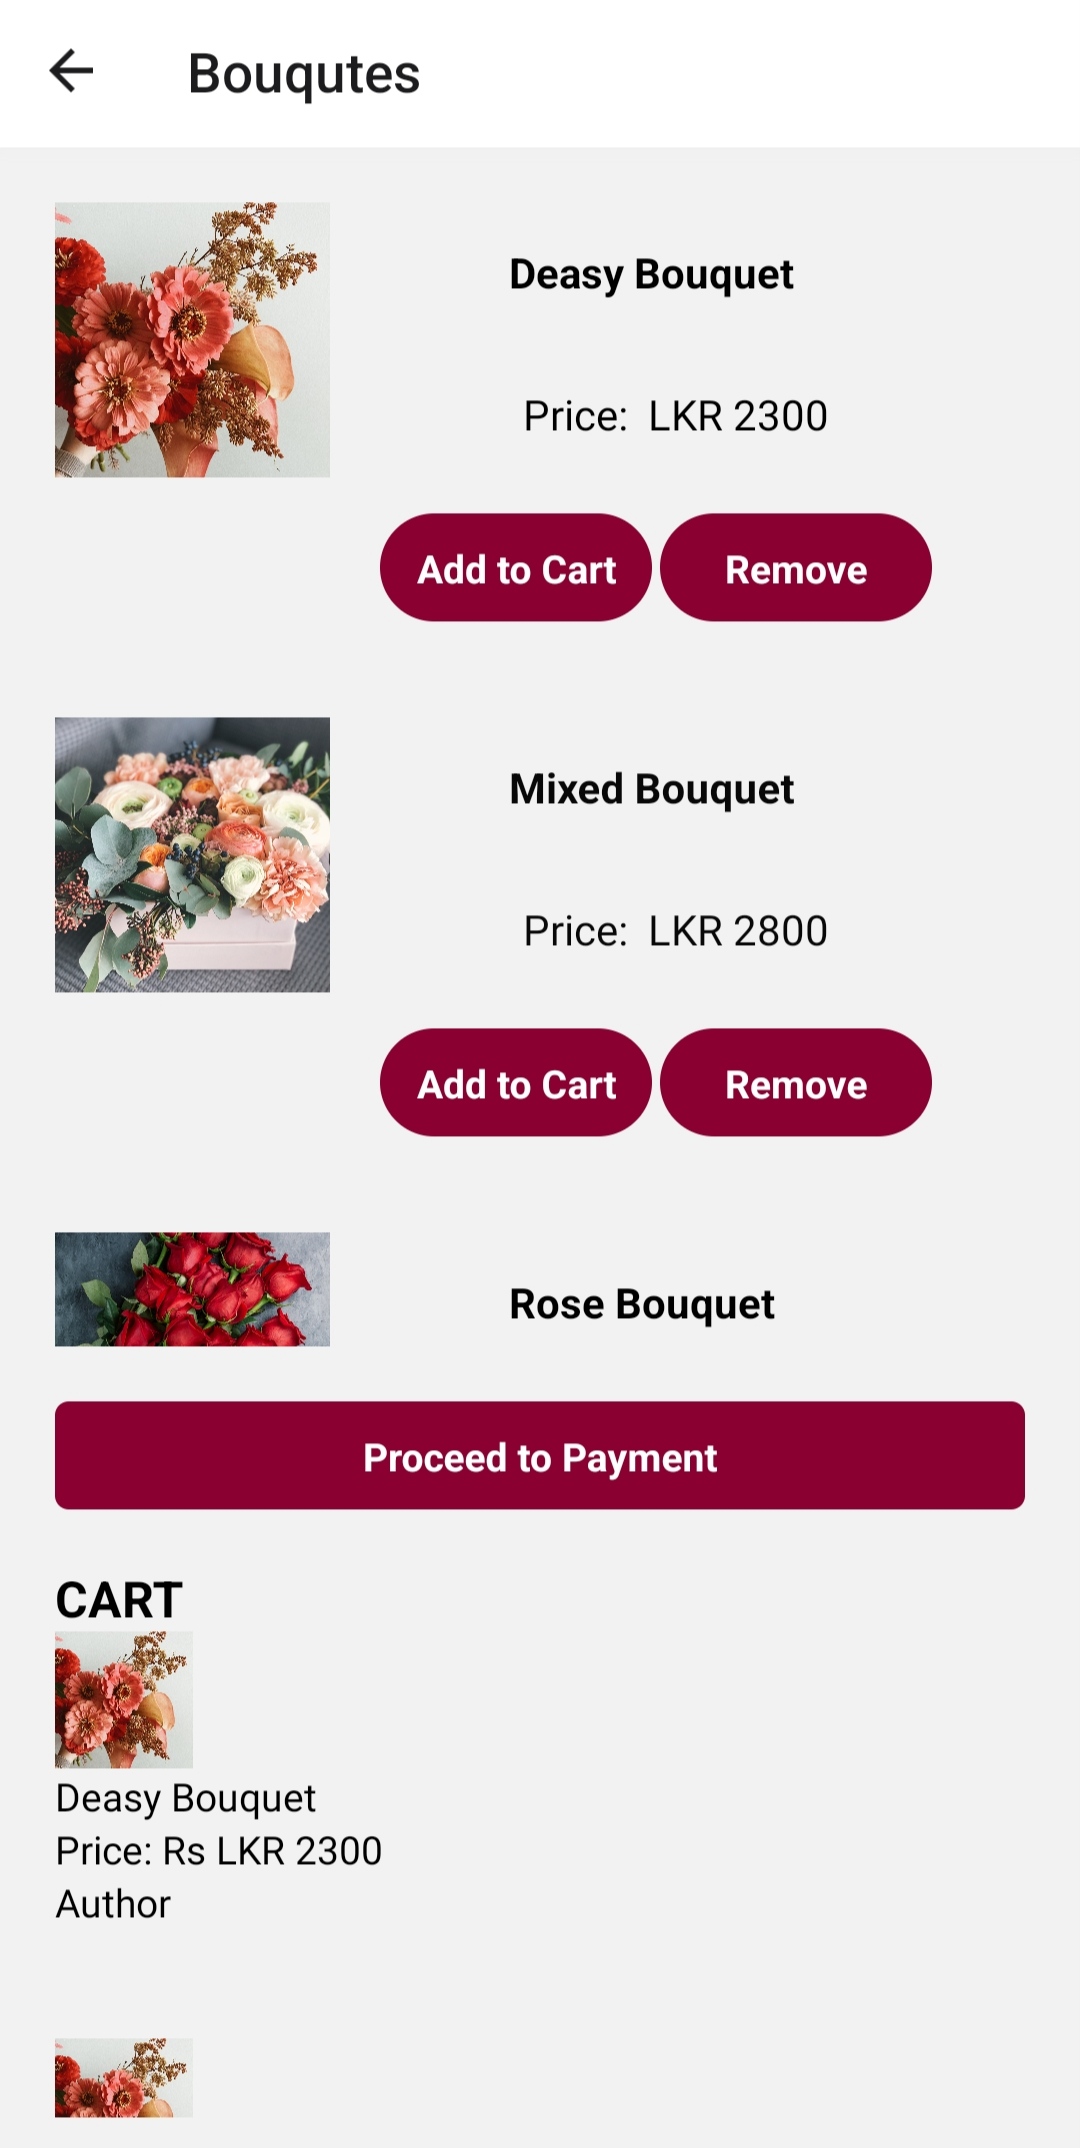 Bouqutes
Deasy Bouquet
Price:  LKR 2300
Add to Cart Remove
Mixed Bouquet
Price:  LKR 2800
Add to Cart Remove
Rose Bouquet
Proceed to Payment
CART
Deasy Bouquet
Price: Rs LKR 2300
Author